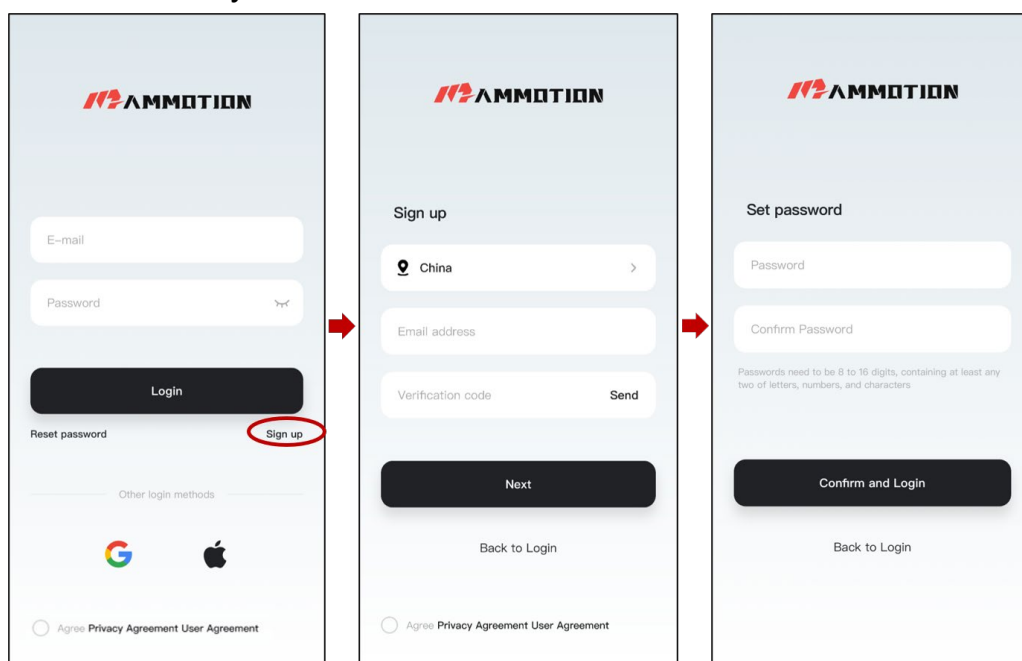 MAMMOTION
E-mail
Password
Login
Reset password Sign up
Other login methods
Agree Privacy Agreement User Agreement
MAMMOTION
Sign up
China
Email address
Verification code Send
Next
Back to Login
Agree Privacy Agreement User Agreement
MAMMOTION
Set password
Password
Confirm Password
Passwords need to be 8 to 16 digits, containing at least any
two of letters, numbers, and characters
Confirm and Login
Back to Login